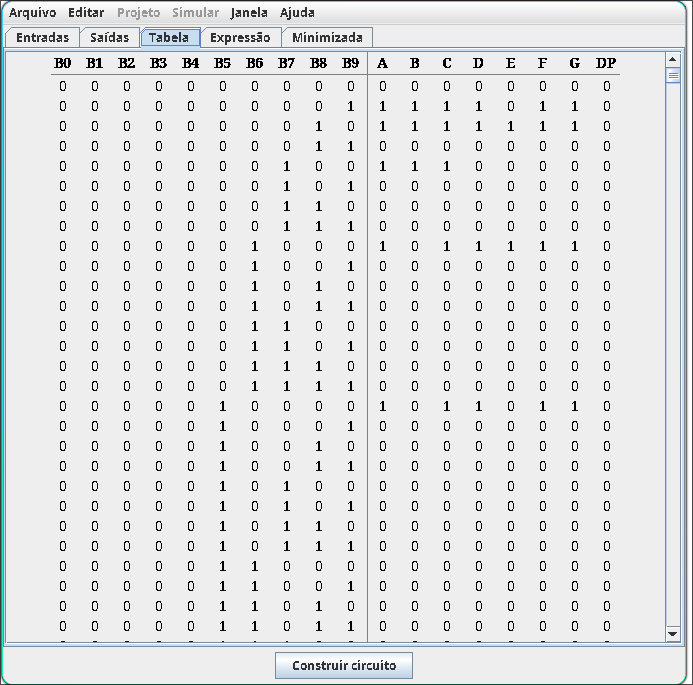 Arquivo Editar Projeto Simular Janela Ajuda
Entradas Saídas Tabela Expressão Minimizada
B0 B1 B2 B3 B4 B5 B6 B7 B8 B9 A B C D E F G DP
0 0 0 0 0 0 0 0 0 0 0 0 0 0 0 0 0 0
0 0 0 0 0 0 0 0 0 1 1 1 1 1 0 1 1 0
0 0 0 0 0 0 0 0 1 0 1 1 1 1 1 1 1 0
0 0 0 0 0 0 0 0 1 1 0 0 0 0 0 0 0 0
0 0 0 0 0 0 0 1 0 0 1 1 1 0 0 0 0 0
0 0 0 0 0 0 0 1 0 1 0 0 0 0 0 0 0 0
0 0 0 0 0 0 0 1 1 0 0 0 0 0 0 0 0 0
0 0 0 0 0 0 0 1 1 1 0 0 0 0 0 0 0 0
0 0 0 0 0 0 1 0 0 0 1 0 1 1 1 1 1 0
0 0 0 0 0 0 1 0 0 1 0 0 0 0 0 0 0 0
0 0 0 0 0 0 1 0 1 0 0 0 0 0 0 0 0 0
0 0 0 0 0 0 1 0 1 1 0 0 0 0 0 0 0 0
0 0 0 0 0 0 1 1 0 0 0 0 0 0 0 0 0 0
0 0 0 0 0 0 1 1 0 1 0 0 0 0 0 0 0 0
0 0 0 0 0 0 1 1 1 0 0 0 0 0 0 0 0 0
0 0 0 0 0 0 1 1 1 1 0 0 0 0 0 0 0 0
0 0 0 0 0 1 0 0 0 0 1 0 1 1 0 1 1 0
0 0 0 0 0 1 0 0 0 1 0 0 0 0 0 0 0 0
0 0 0 0 0 1 0 0 1 0 0 0 0 0 0 0 0 0
0 0 0 0 0 1 0 0 1 1 0 0 0 0 0 0 0 0
0 0 0 0 0 1 0 1 0 0 0 0 0 0 0 0 0 0
0 0 0 0 0 1 0 1 0 1 0 0 0 0 0 0 0 0
0 0 0 0 0 1 0 1 1 0 0 0 0 0 0 0 0 0
0 0 0 0 0 1 0 1 1 1 0 0 0 0 0 0 0 0
0 0 0 0 0 1 1 0 0 0 0 0 0 0 0 0 0 0
0 0 0 0 0 1 1 0 0 1 0 0 0 0 0 0 0 0
0 0 0 0 0 1 1 0 1 0 0 0 0 0 0 0 0 0
0 0 0 0 0 1 1 0 1 1 0 0 0 0 0 0 0 0
Construir circuito